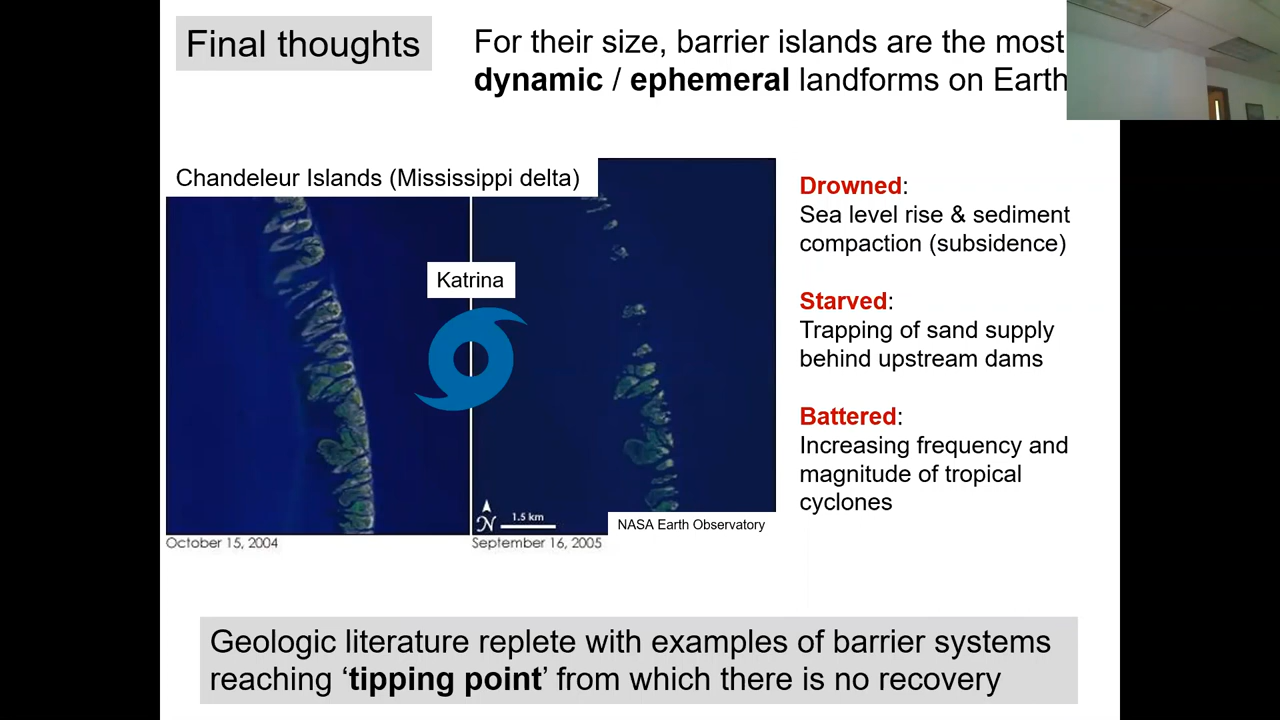 Final thoughts
For their size, barrier islands are the most
dynamic / ephemeral landforms on Earth
Chandeleur Islands (Mississippi delta)
Katrina
N
1.5 km
NASA Earth Observatory
October 15, 2004
September 16, 2005
Drowned:
Sea level rise & sediment
compaction (subsidence)
Starved:
Trapping of sand supply
behind upstream dams
Battered:
Increasing frequency and
magnitude of tropical
cyclones
Geologic literature replete with examples of barrier systems
reaching ‘tipping point’ from which there is no recovery